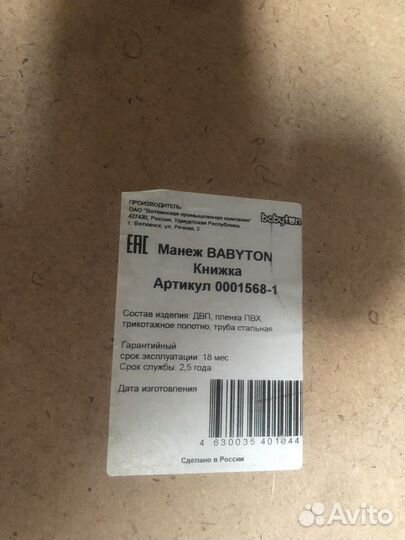 ПРОИЗВОДИТЕЛЬ
ОАО "Воткинская промышленная компания"
427430, Россия, Удмуртская Республика
г. Воткинск, ул. Речная, 2
babyton
ЕАС Манеж BABYTON
Книжка
Артикул 0001568-1
Состав изделия: ДВП, пленка ПВХ,
трикотажное полотно, труба стальная
Гарантийный
срок эксплуатации: 18 мес
Срок службы: 2,5 года
Дата изготовления
4 630035 401044
Сделано в России
Avito